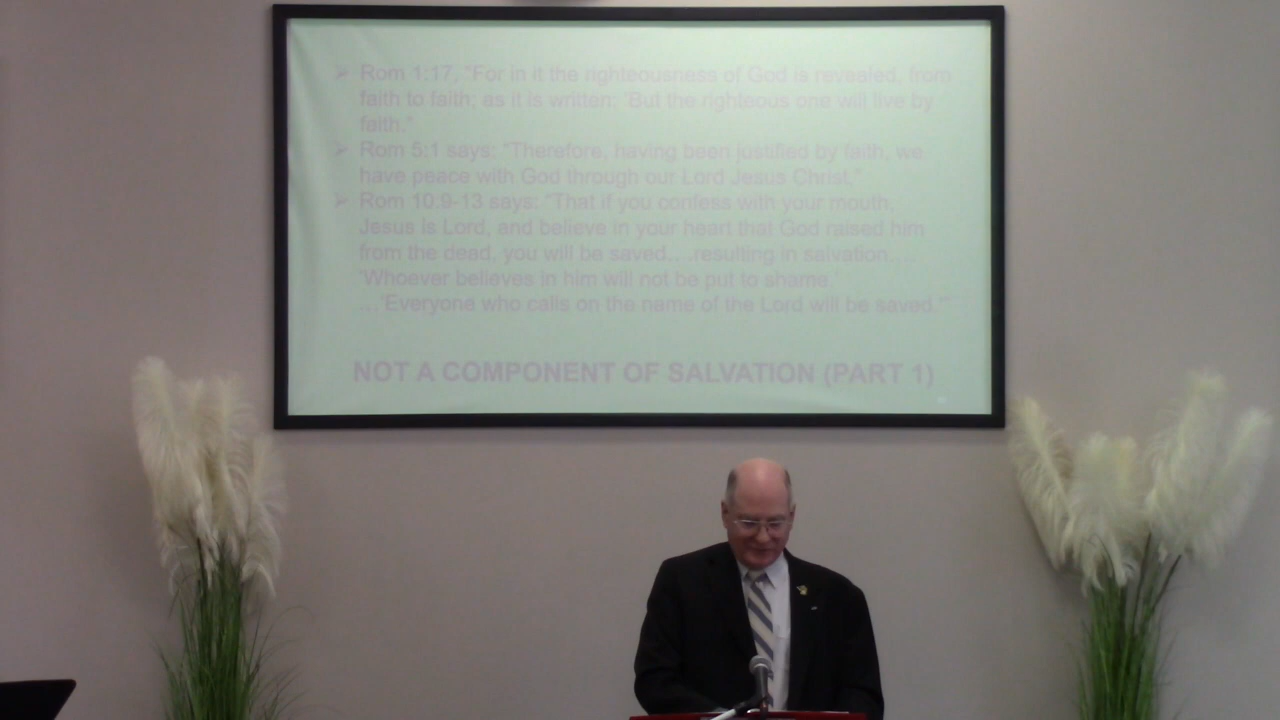 ➢ Rom 1:17, "For in it the righteousness of God is revealed, from
faith to faith; as it is written; 'But the righteous one will live by
faith."
➢ Rom 5:1 says: "Therefore, having been justified by faith, we
have peace with God through our Lord Jesus Christ."
➢ Rom 10:9-13 says: "That if you confess with your mouth,
Jesus is Lord, and believe in your heart that God raised him
from the dead, you will be saved....resulting in salvation....
'Whoever believes in him will not be put to shame.'
...'Everyone who calls on the name of the Lord will be saved.'"
NOT A COMPONENT OF SALVATION (PART 1)